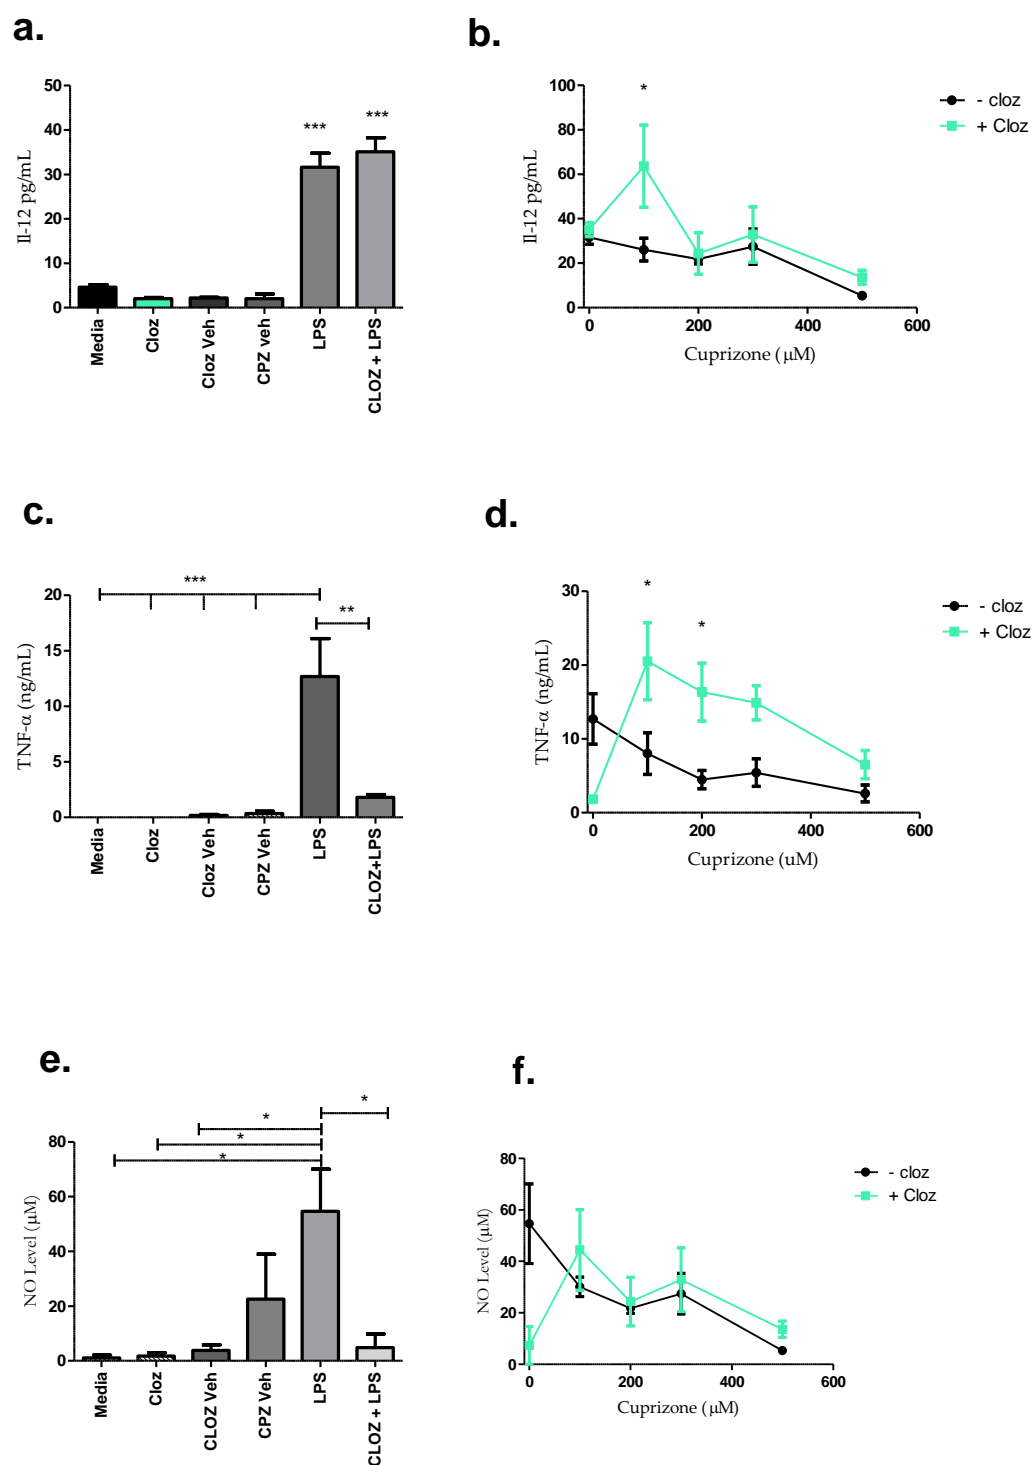 a.
50
40
30
20
10
0
Il-12 pg/mL
***
***
Media
Cloz
Cloz Veh
CPZ veh
LPS
CLOZ + LPS
b.
100
80
60
40
20
0
Il-12 pg/mL
*
0
200
400
600
Cuprizone (μM)
- cloz
+ Cloz
c.
20
15
10
5
0
TNF-α (ng/mL)
***
**
Media
Cloz
Cloz Veh
CPZ Veh
LPS
CLOZ+LPS
d.
30
20
10
0
TNF-α (ng/mL)
*
*
0
200
400
600
Cuprizone (uM)
- cloz
+ Cloz
e.
80
60
40
20
0
NO Level (μM)
*
*
*
*
Media
Cloz
CLOZ Veh
CPZ Veh
LPS
CLOZ + LPS
f.
80
60
40
20
0
NO Level (μM)
0
200
400
600
Cuprizone (μM)
- cloz
+ Cloz